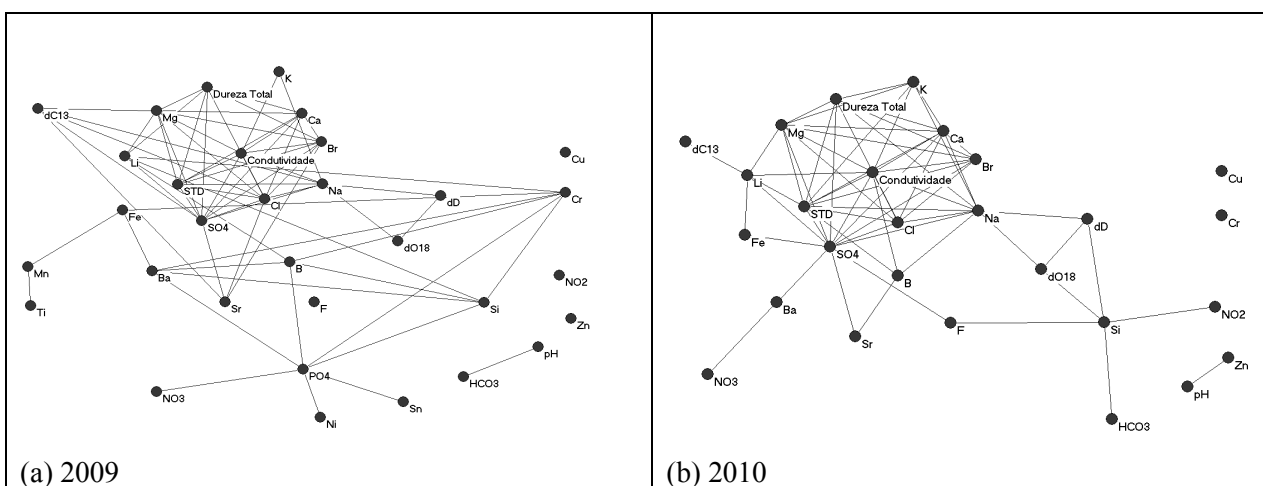 K
Dureza Total
dC13
Mg
Ca
Br
Cu
Condutividade
Li
STD
Na
Cr
Cl
dD
Fe
SO4
dO18
B
Mn
Ba
NO2
Sr
F
Si
Ti
Zn
pH
PO4
HCO3
NO3
Sn
Ni
(a) 2009
K
Dureza Total
Mg
Ca
dC13
Br
Cu
Condutividade
Li
STD
Na
Cr
Cl
dD
Fe
SO4
dO18
B
Ba
NO2
F
Si
Sr
Zn
NO3
pH
HCO3
(b) 2010